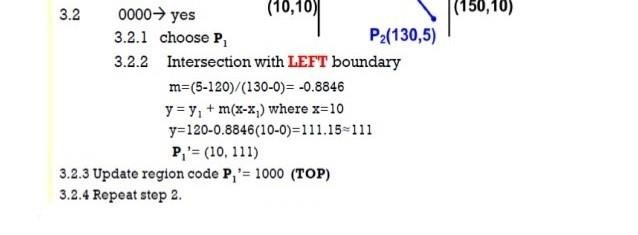 (10,10)
(150,10)
3.2 0000→ yes
3.2.1 choose P₁
P₂(130,5)
3.2.2 Intersection with LEFT boundary
m=(5-120)/(130-0)= -0.8846
y = y₁ + m(x-x₁) where x=10
y=120-0.8846(10-0)=111.15≈111
P₁'= (10, 111)
3.2.3 Update region code P₁'= 1000 (TOP)
3.2.4 Repeat step 2.